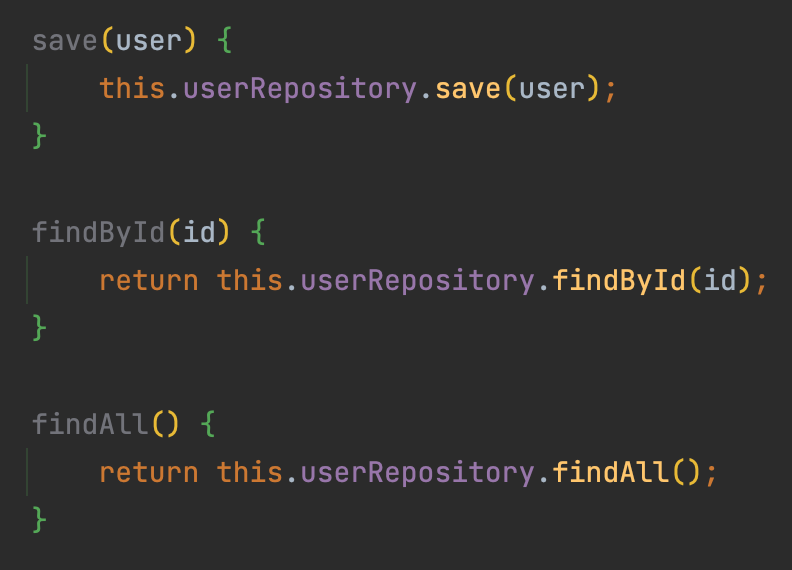 save(user) {
    this.userRepository.save(user);
}

findById(id) {
    return this.userRepository.findById(id);
}

findAll() {
    return this.userRepository.findAll();
}